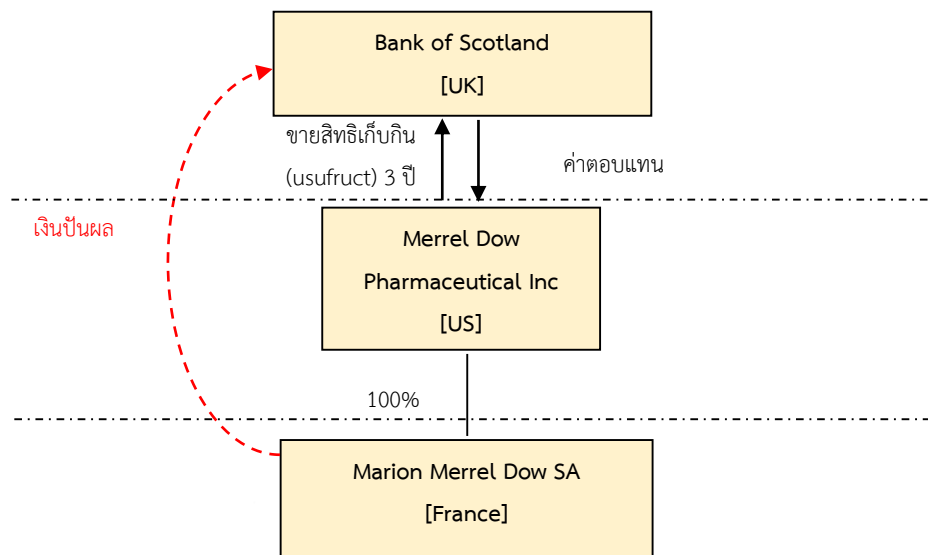 Bank of Scotland
[UK]
ขายสิทธิเก็บกิน
(usufruct) 3 ปี
ค่าตอบแทน
เงินปันผล
Merrel Dow
Pharmaceutical Inc
[US]
100%
Marion Merrel Dow SA
[France]